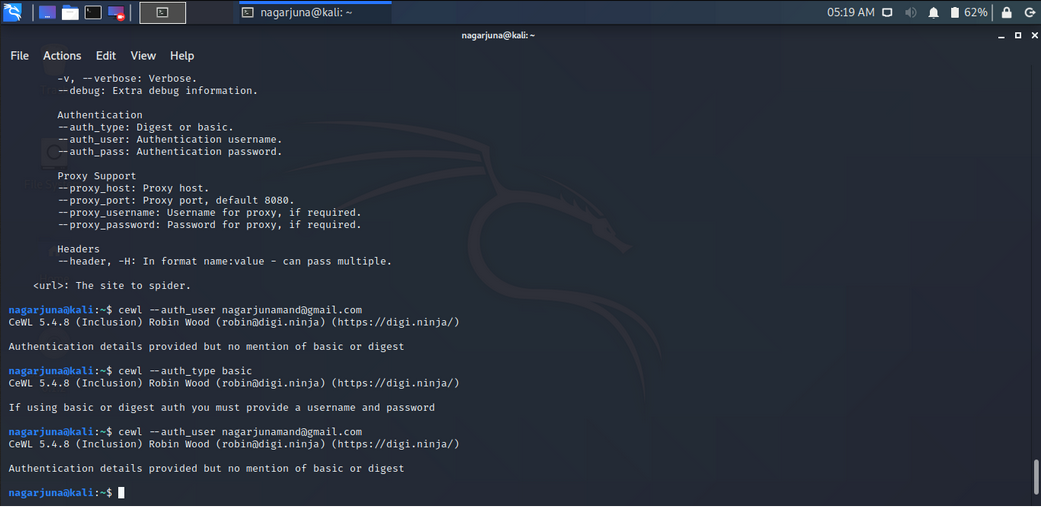 nagarjuna@kali: ~
05:19 AM
62%
nagarjuna@kali: ~
File Actions Edit View Help
-v, --verbose: Verbose.
--debug: Extra debug information.
Authentication
--auth_type: Digest or basic.
--auth_user: Authentication username.
--auth_pass: Authentication password.
Proxy Support
--proxy_host: Proxy host.
--proxy_port: Proxy port, default 8080.
--proxy_username: Username for proxy, if required.
--proxy_password: Password for proxy, if required.
Headers
--header, -H: In format name:value - can pass multiple.
<url>: The site to spider.
nagarjuna@kali:~$ cewl --auth_user nagarjunamand@gmail.com
CeWL 5.4.8 (Inclusion) Robin Wood (robin@digi.ninja) (https://digi.ninja/)
Authentication details provided but no mention of basic or digest
nagarjuna@kali:~$ cewl --auth_type basic
CeWL 5.4.8 (Inclusion) Robin Wood (robin@digi.ninja) (https://digi.ninja/)
If using basic or digest auth you must provide a username and password
nagarjuna@kali:~$ cewl --auth_user nagarjunamand@gmail.com
CeWL 5.4.8 (Inclusion) Robin Wood (robin@digi.ninja) (https://digi.ninja/)
Authentication details provided but no mention of basic or digest
nagarjuna@kali:~$